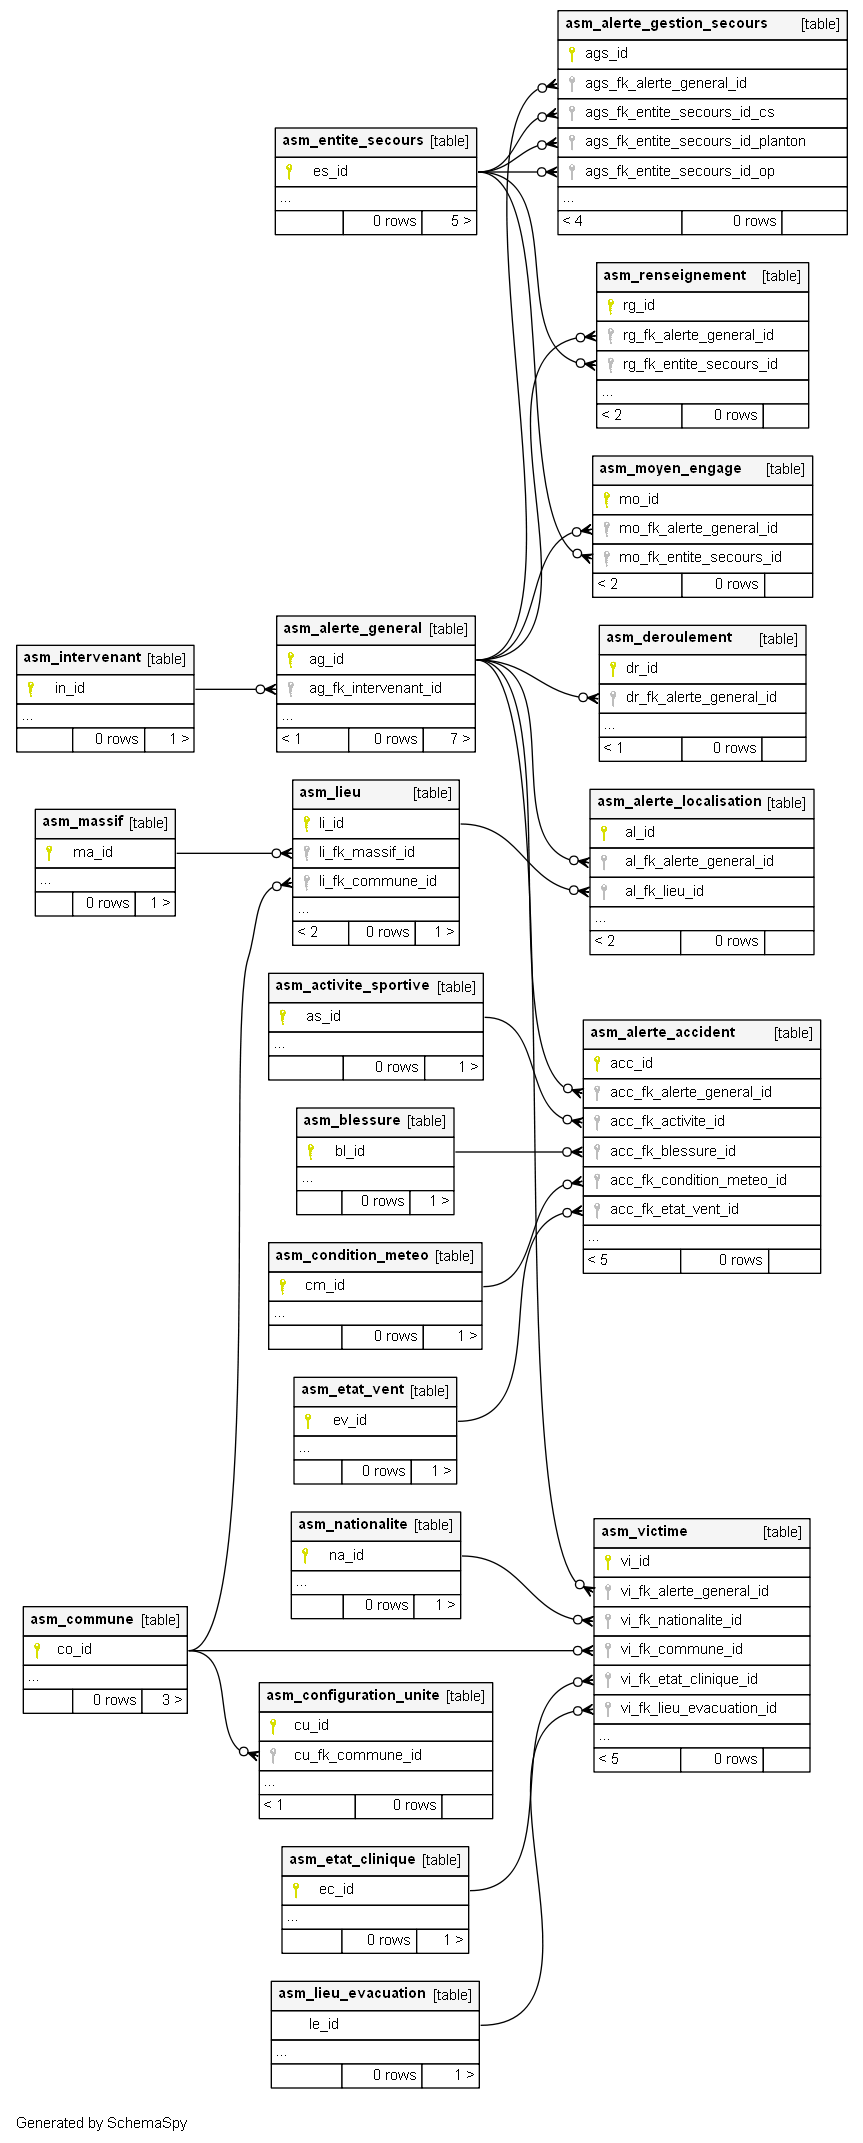 asm_alerte_gestion_secours [table]
ags_id
ags_fk_alerte_general_id
ags_fk_entite_secours_id_cs
ags_fk_entite_secours_id_planton
ags_fk_entite_secours_id_op
...
< 4 0 rows
asm_entite_secours [table]
es_id
...
0 rows 5 >
asm_renseignement [table]
rg_id
rg_fk_alerte_general_id
rg_fk_entite_secours_id
...
< 2 0 rows
asm_moyen_engage [table]
mo_id
mo_fk_alerte_general_id
mo_fk_entite_secours_id
< 2 0 rows
asm_intervenant [table]
in_id
...
0 rows 1 >
asm_alerte_general [table]
ag_id
ag_fk_intervenant_id
...
< 1 0 rows 7 >
asm_deroulement [table]
dr_id
dr_fk_alerte_general_id
...
< 1 0 rows
asm_massif [table]
ma_id
...
0 rows 1 >
asm_lieu [table]
li_id
li_fk_massif_id
li_fk_commune_id
...
< 2 0 rows 1 >
asm_alerte_localisation [table]
al_id
al_fk_alerte_general_id
al_fk_lieu_id
...
< 2 0 rows
asm_activite_sportive [table]
as_id
...
0 rows 1 >
asm_alerte_accident [table]
acc_id
acc_fk_alerte_general_id
acc_fk_activite_id
acc_fk_blessure_id
acc_fk_condition_meteo_id
acc_fk_etat_vent_id
...
< 5 0 rows
asm_blessure [table]
bl_id
...
0 rows 1 >
asm_condition_meteo [table]
cm_id
...
0 rows 1 >
asm_etat_vent [table]
ev_id
...
0 rows 1 >
asm_nationalite [table]
na_id
...
0 rows 1 >
asm_victime [table]
vi_id
vi_fk_alerte_general_id
vi_fk_nationalite_id
vi_fk_commune_id
vi_fk_etat_clinique_id
vi_fk_lieu_evacuation_id
...
< 5 0 rows
asm_commune [table]
co_id
...
0 rows 3 >
asm_configuration_unite [table]
cu_id
cu_fk_commune_id
...
< 1 0 rows
asm_etat_clinique [table]
ec_id
...
0 rows 1 >
asm_lieu_evacuation [table]
le_id
...
0 rows 1 >
Generated by SchemaSpy